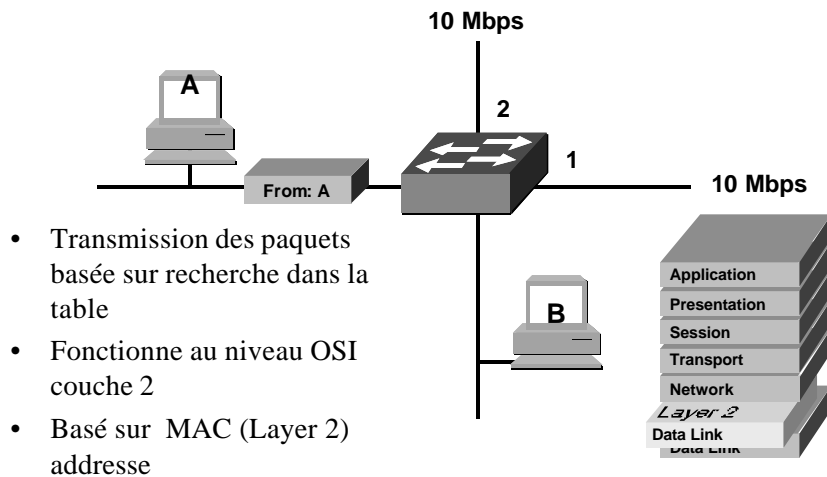 10 Mbps
A
2
1
From: A
10 Mbps
• Transmission des paquets
basée sur recherche dans la
table
• Fonctionne au niveau OSI
couche 2
• Basé sur MAC (Layer 2)
addresse
B
Application
Presentation
Session
Transport
Network
Layer 2
Data Link
Data Link